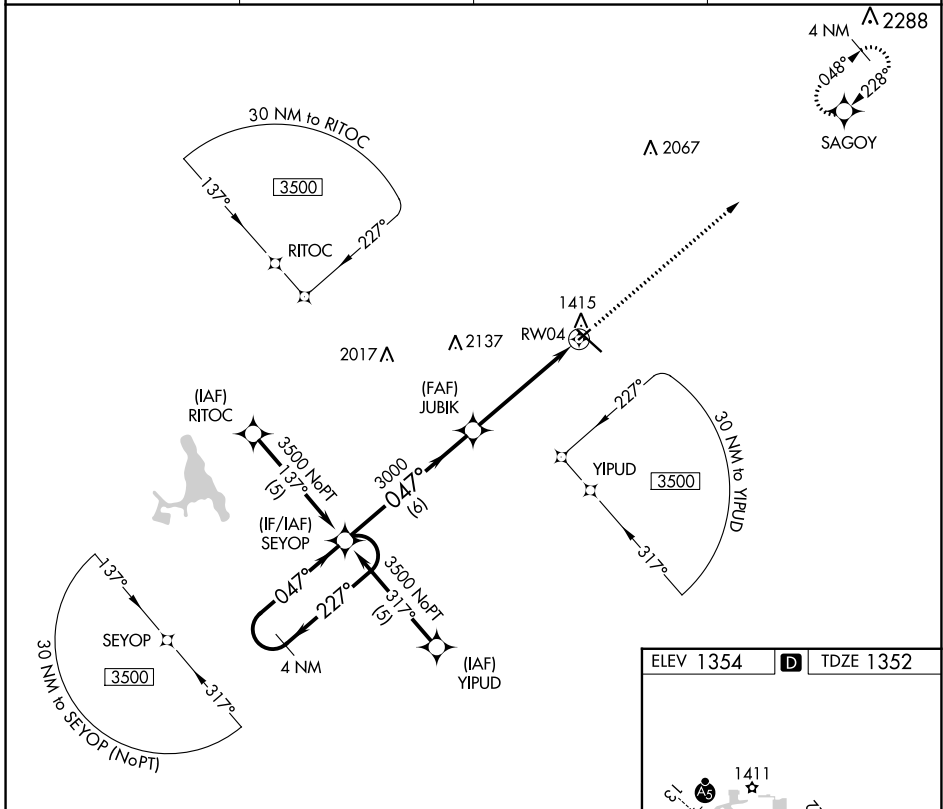 2288
4 NM
048°
228°
SAGOY
30 NM to RITOC
2067
3500
137°
227°
RITOC
1415
RW04
2017
2137
(FAF)
JUBIK
(IAF)
RITOC
227°
30 NM to YIPUD
YIPUD
3500
3500 NoPT
137°
(5)
3000
047°
(6)
(IF/IAF)
SEYOP
317°
137°
047°
227°
3500 NoPT
317°
(5)
SEYOP
3500
317°
30 NM to SEYOP (NoPT)
4 NM
(IAF)
YIPUD
ELEV 1354
D
TDZE 1352
1411
A5
13